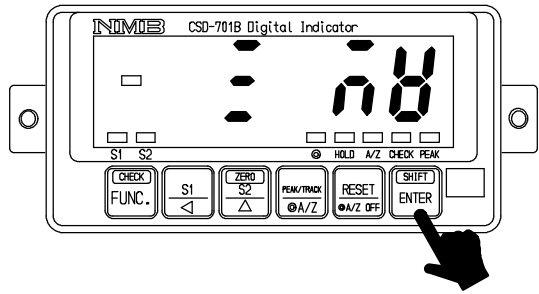 NMB CSD-701B Digital Indicator
S1 S2 ◎ HOLD A/Z CHECK PEAK
CHECK
FUNC.
S1
◁
ZERO
S2
△
PEAK/TRACK
◎A/Z
RESET
◎A/Z OFF
SHIFT
ENTER